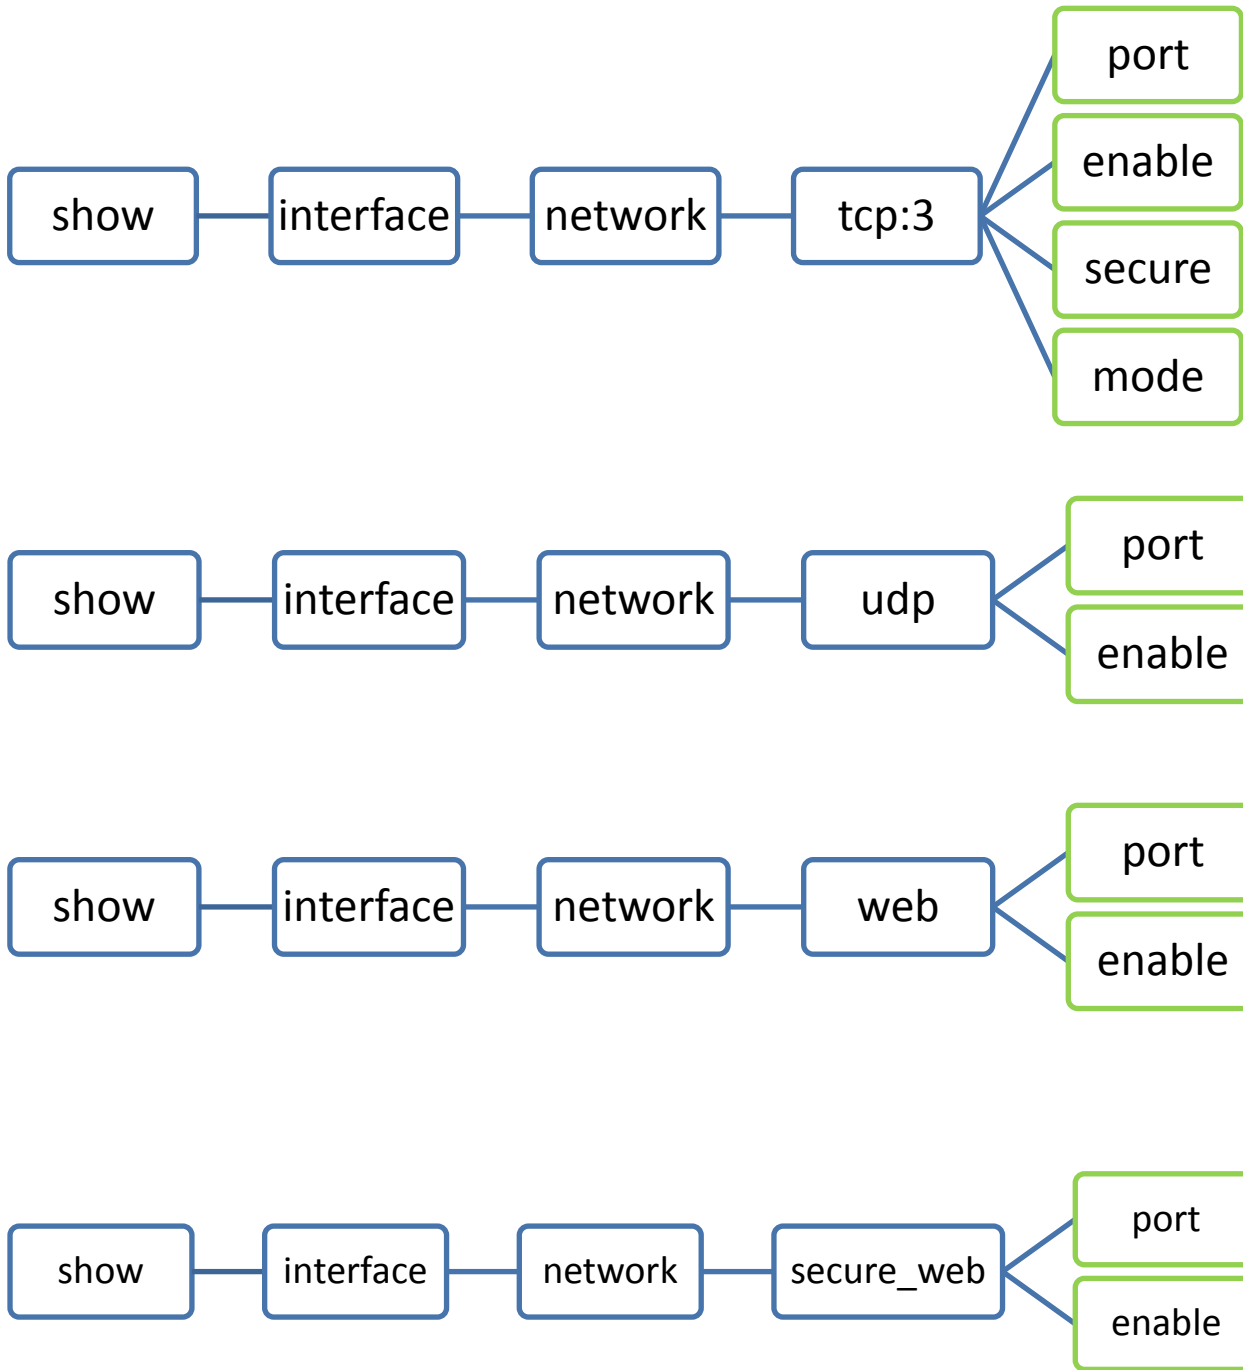 show
interface
network
tcp:3
port
enable
secure
mode
show
interface
network
udp
port
enable
show
interface
network
web
port
enable
show
interface
network
secure_web
port
enable